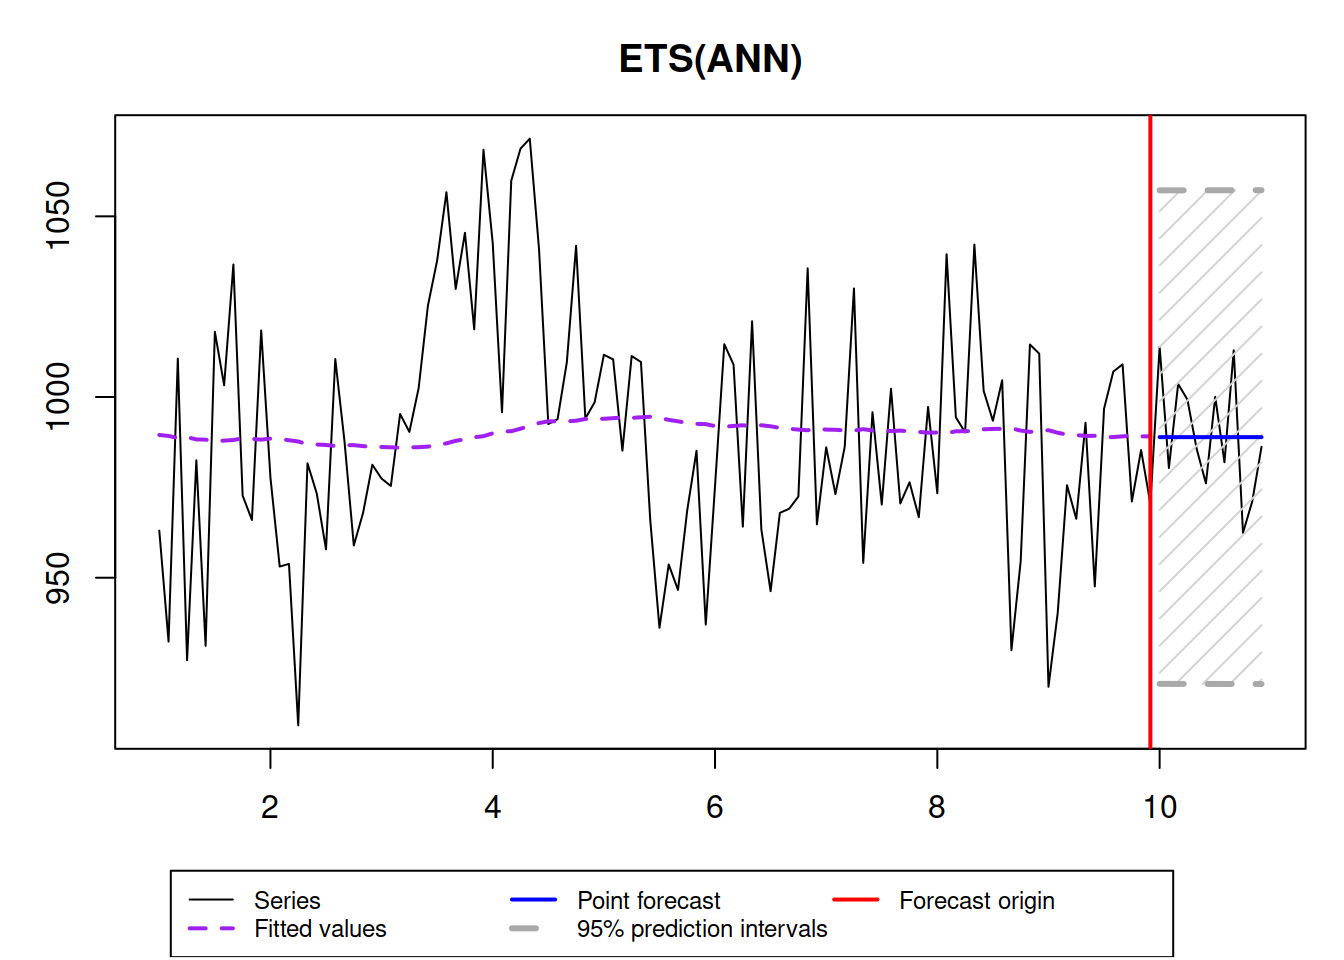 ETS(ANN)
1050
1000
950
2 4 6 8 10
Series Point forecast Forecast origin
Fitted values 95% prediction intervals